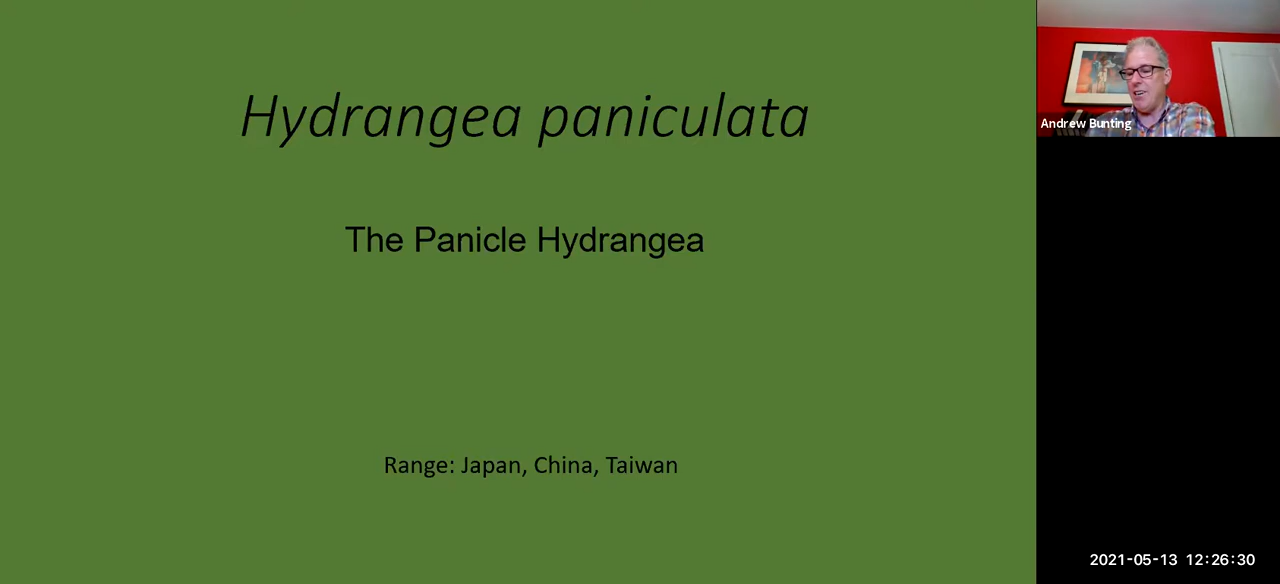 Hydrangea paniculata
The Panicle Hydrangea
Range: Japan, China, Taiwan
Andrew Bunting
2021-05-13 12:26:30